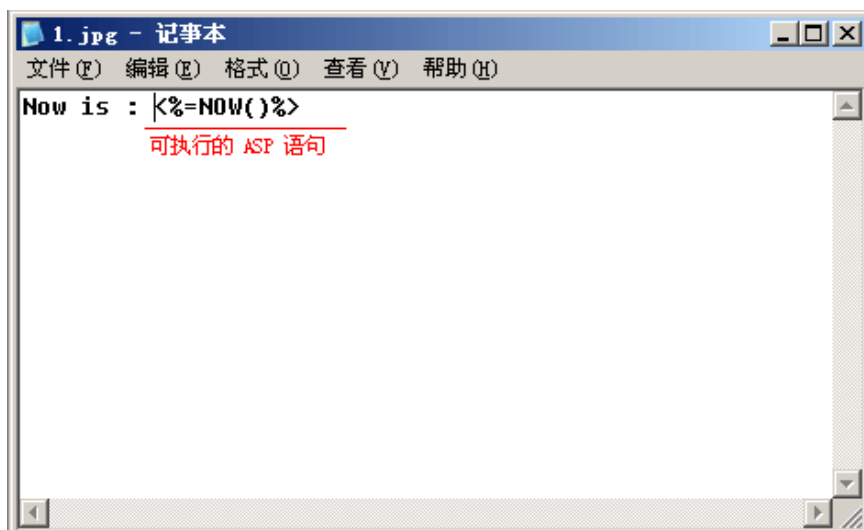 1.jpg - 记事本
文件(F) 编辑(E) 格式(O) 查看(V) 帮助(H)
Now is : <%=NOW()%>
可执行的 ASP 语句